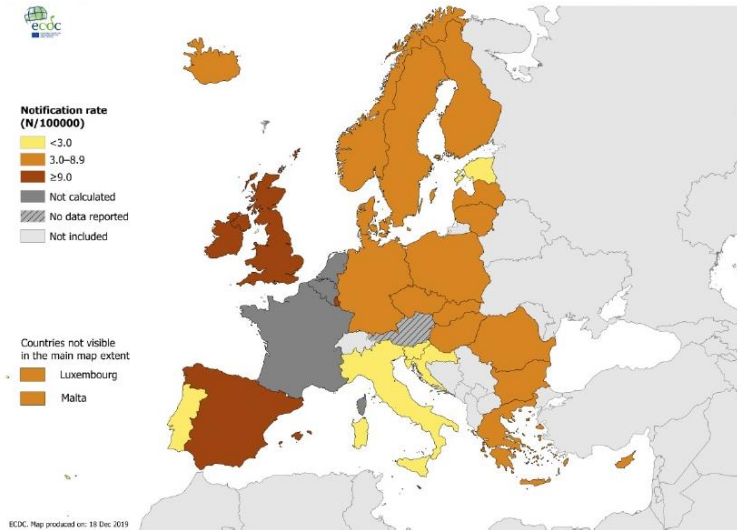 ecdc
Notification rate
(N/100000)
<3.0
3.0–8.9
≥9.0
Not calculated
No data reported
Not included
Countries not visible
in the main map extent
Luxembourg
Malta
ECDC. Map produced on: 18 Dec 2019